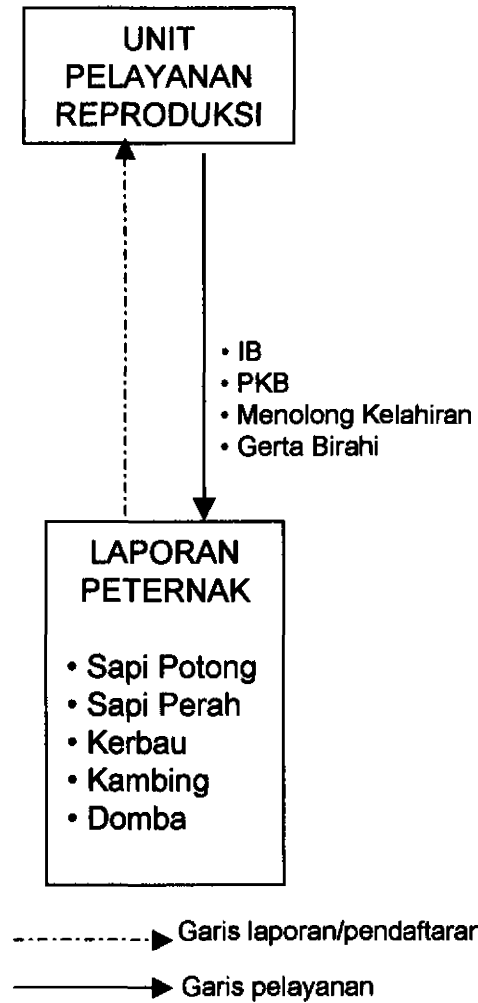 UNIT
PELAYANAN
REPRODUKSI
• IB
• PKB
• Menolong Kelahiran
• Gerta Birahi
LAPORAN
PETERNAK
• Sapi Potong
• Sapi Perah
• Kerbau
• Kambing
• Domba
Garis laporan/pendaftaran
Garis pelayanan